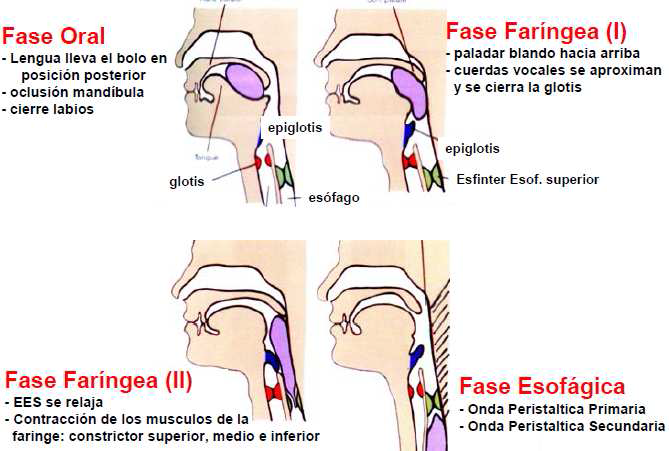 Fase Oral
- Lengua lleva el bolo en
posición posterior
- oclusión mandíbula
- cierre labios
Fase Faríngea (I)
- paladar blando hacia arriba
- cuerdas vocales se aproximan
y se cierra la glotis
epiglotis
Tongue
glotis
esófago
epiglotis
Esfinter Esof. superior
Fase Faríngea (II)
- EES se relaja
- Contracción de los musculos de la
faringe: constrictor superior, medio e inferior
Fase Esofágica
- Onda Peristaltica Primaria
- Onda Peristaltica Secundaria